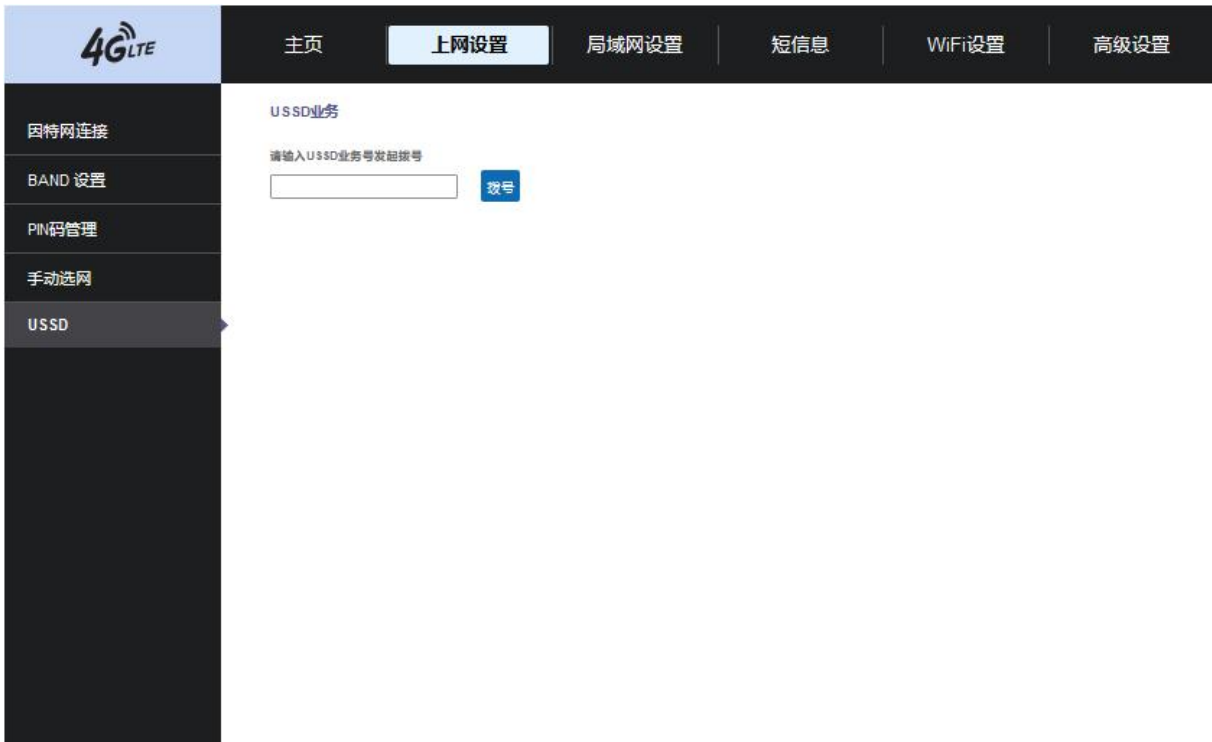 4G LTE
主页
上网设置
局域网设置
短信息
WiFi设置
高级设置
因特网连接
BAND 设置
PIN码管理
手动选网
USSD
USSD业务
请输入USSD业务号发起拨号
拨号